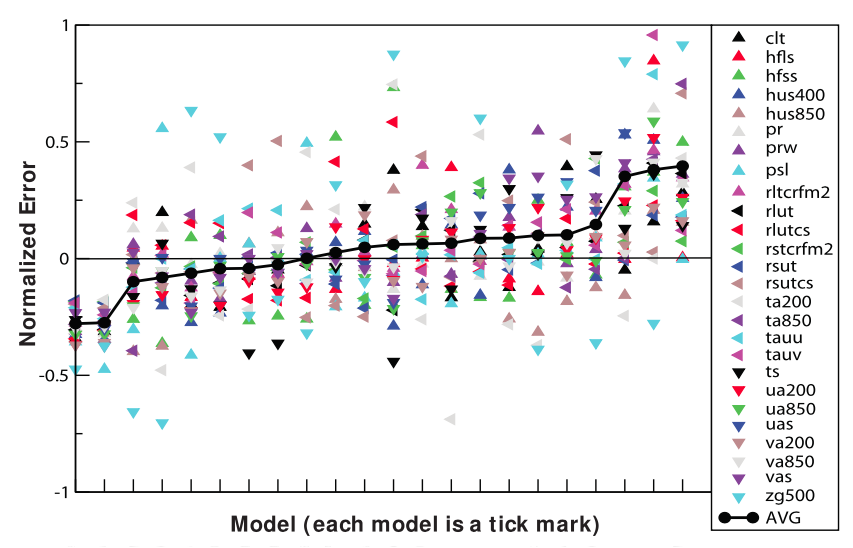 Normalized Error
1
0.5
0
-0.5
-1
Model (each model is a tick mark)
clt
hfls
hfss
hus400
hus850
pr
prw
psl
rltcrfm2
rlut
rlutcs
rstcrfm2
rsut
rsutcs
ta200
ta850
tauu
tauv
ts
ua200
ua850
uas
va200
va850
vas
zg500
AVG